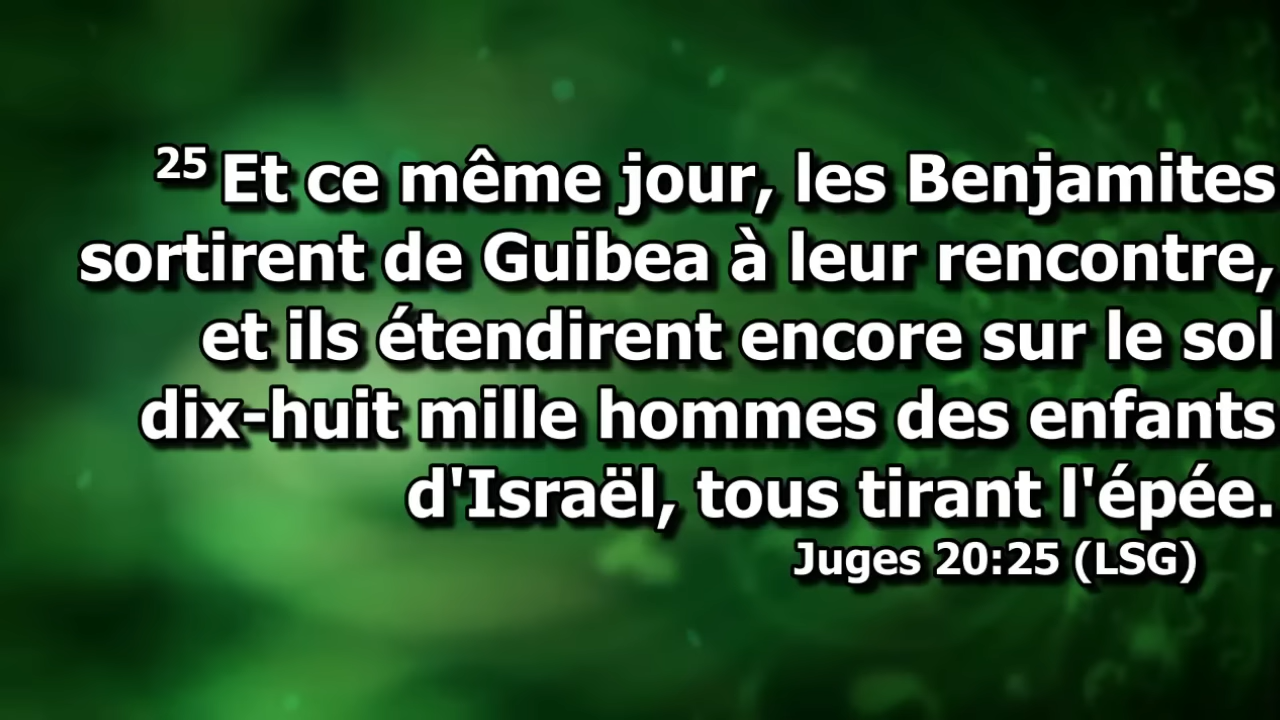 25 Et ce même jour, les Benjamites
sortirent de Guibea à leur rencontre,
et ils étendirent encore sur le sol
dix-huit mille hommes des enfants
d'Israël, tous tirant l'épée.
Juges 20:25 (LSG)